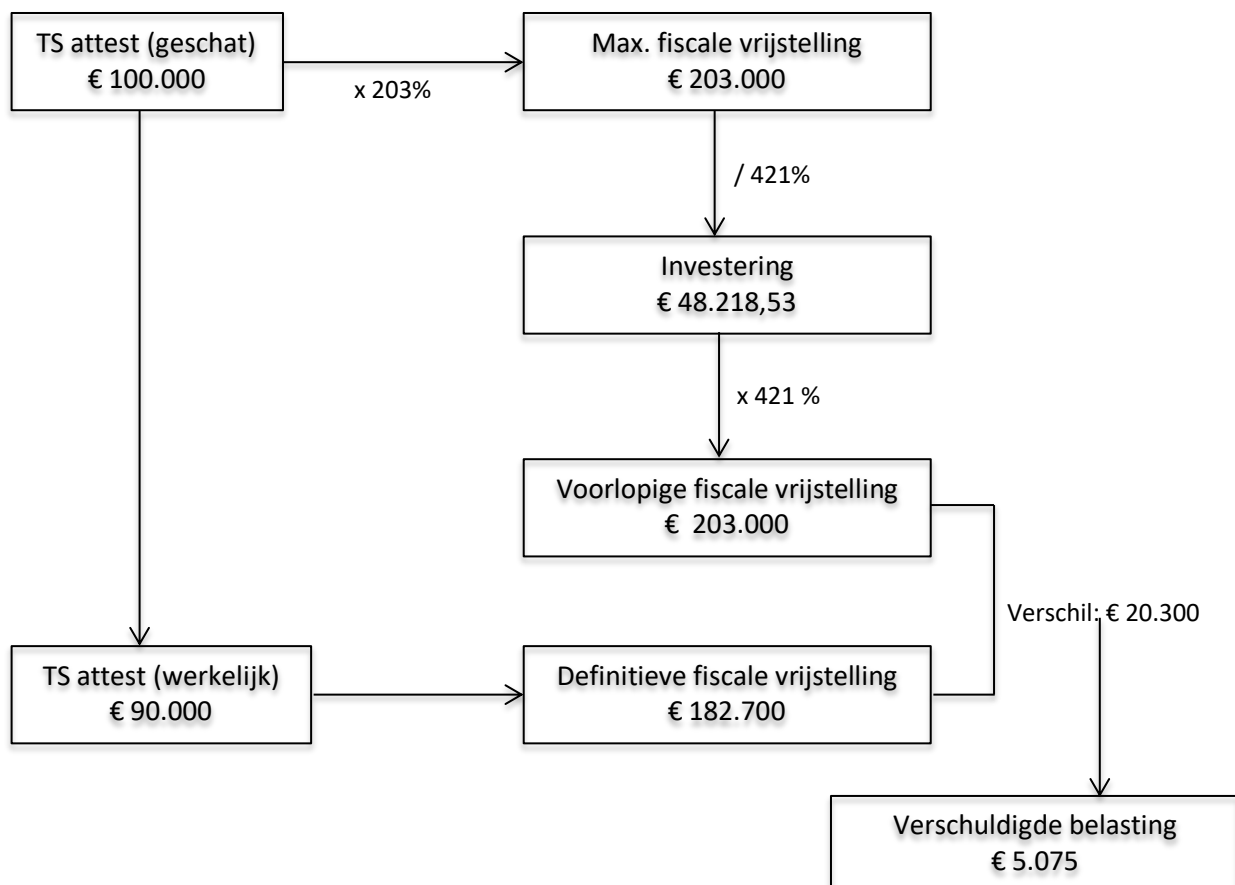 TS attest (geschat)
€ 100.000
x 203%
Max. fiscale vrijstelling
€ 203.000
/ 421%
Investering
€ 48.218,53
x 421 %
Voorlopige fiscale vrijstelling
€ 203.000
Verschil: € 20.300
TS attest (werkelijk)
€ 90.000
Definitieve fiscale vrijstelling
€ 182.700
Verschuldigde belasting
€ 5.075